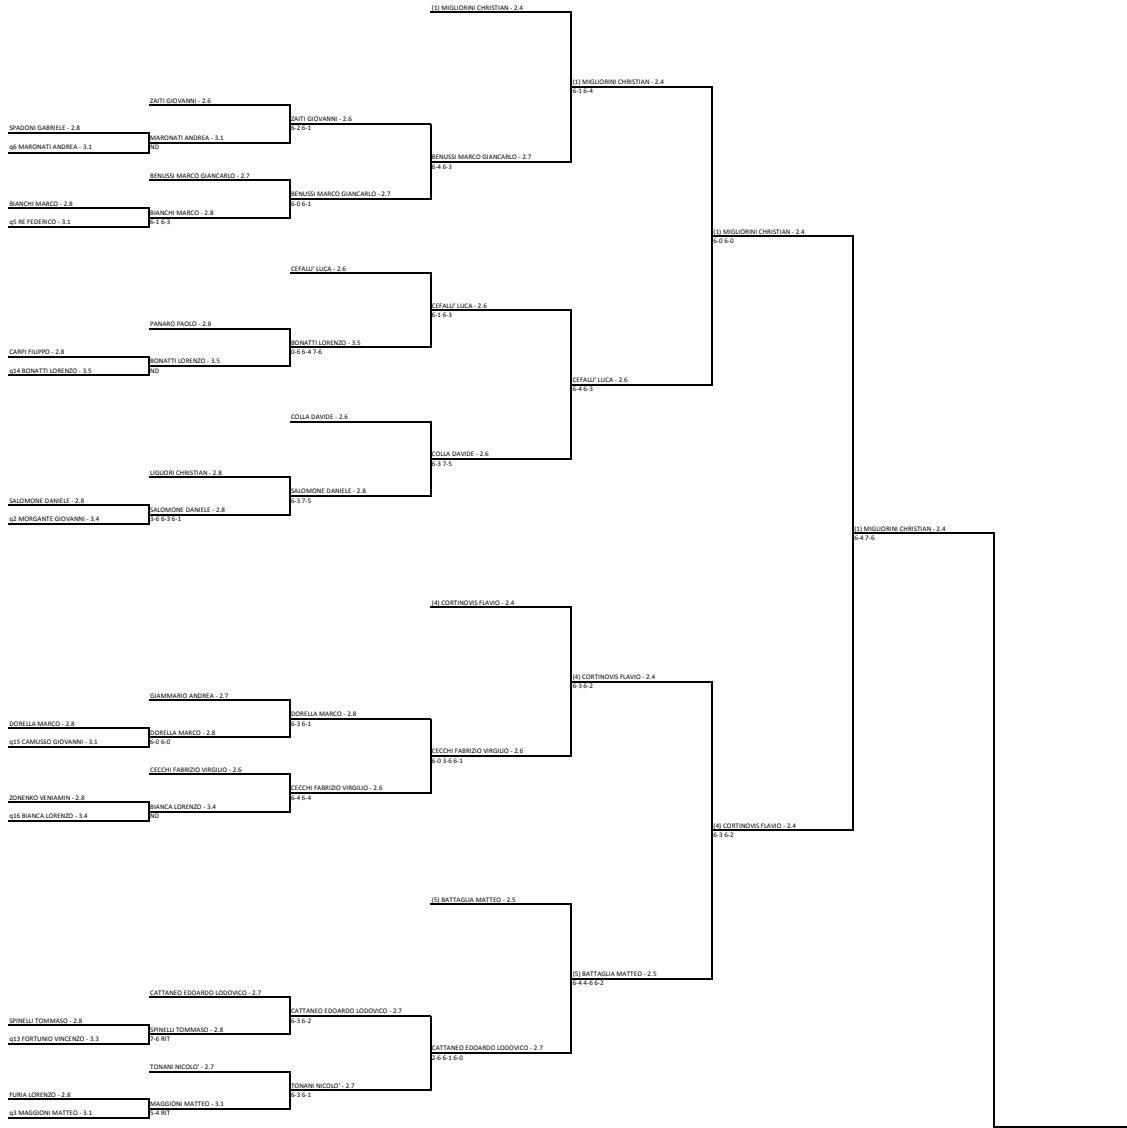 (1) MIGLIORINI CHRISTIAN - 2.4
(1) MIGLIORINI CHRISTIAN - 2.4
6-1 6-4
ZAITI GIOVANNI - 2.6
ZAITI GIOVANNI - 2.6
6-2 6-1
SPADONI GABRIELE - 2.8
MARONATI ANDREA - 3.1
ND
q6 MARONATI ANDREA - 3.1
BENUSSI MARCO GIANCARLO - 2.7
6-4 6-3
BENUSSI MARCO GIANCARLO - 2.7
BENUSSI MARCO GIANCARLO - 2.7
6-0 6-1
BIANCHI MARCO - 2.8
BIANCHI MARCO - 2.8
6-1 6-3
q5 RE FEDERICO - 3.1
(1) MIGLIORINI CHRISTIAN - 2.4
6-0 6-0
CEFALU' LUCA - 2.6
CEFALU' LUCA - 2.6
6-1 6-3
PANARO PAOLO - 2.8
BONATTI LORENZO - 3.5
0-6 6-4 7-6
CARPI FILIPPO - 2.8
BONATTI LORENZO - 3.5
ND
q14 BONATTI LORENZO - 3.5
CEFALU' LUCA - 2.6
6-4 6-3
COLLA DAVIDE - 2.6
COLLA DAVIDE - 2.6
6-3 7-5
LIGUORI CHRISTIAN - 2.8
SALOMONE DANIELE - 2.8
6-3 7-5
SALOMONE DANIELE - 2.8
SALOMONE DANIELE - 2.8
3-6 6-3 6-1
q2 MORGANTE GIOVANNI - 3.4
(1) MIGLIORINI CHRISTIAN - 2.4
6-4 7-6
(4) CORTINOVIS FLAVIO - 2.4
(4) CORTINOVIS FLAVIO - 2.4
6-3 6-2
GIAMMARIO ANDREA - 2.7
DORELLA MARCO - 2.8
6-3 6-1
DORELLA MARCO - 2.8
DORELLA MARCO - 2.8
6-0 6-0
q15 CAMUSSO GIOVANNI - 3.1
CECCHI FABRIZIO VIRGILIO - 2.6
6-0 3-6 6-1
CECCHI FABRIZIO VIRGILIO - 2.6
CECCHI FABRIZIO VIRGILIO - 2.6
6-4 6-4
ZONENKO VENIAMIN - 2.8
BIANCA LORENZO - 3.4
ND
q16 BIANCA LORENZO - 3.4
(4) CORTINOVIS FLAVIO - 2.4
6-3 6-2
(5) BATTAGLIA MATTEO - 2.5
(5) BATTAGLIA MATTEO - 2.5
6-4 4-6 6-2
CATTANEO EDOARDO LODOVICO - 2.7
CATTANEO EDOARDO LODOVICO - 2.7
6-3 6-2
SPINELLI TOMMASO - 2.8
SPINELLI TOMMASO - 2.8
7-6 RIT
q13 FORTUNIO VINCENZO - 3.3
CATTANEO EDOARDO LODOVICO - 2.7
2-6 6-1 6-0
TONANI NICOLO' - 2.7
TONANI NICOLO' - 2.7
6-3 6-1
FURIA LORENZO - 2.8
MAGGIONI MATTEO - 3.1
5-4 RIT
q3 MAGGIONI MATTEO - 3.1